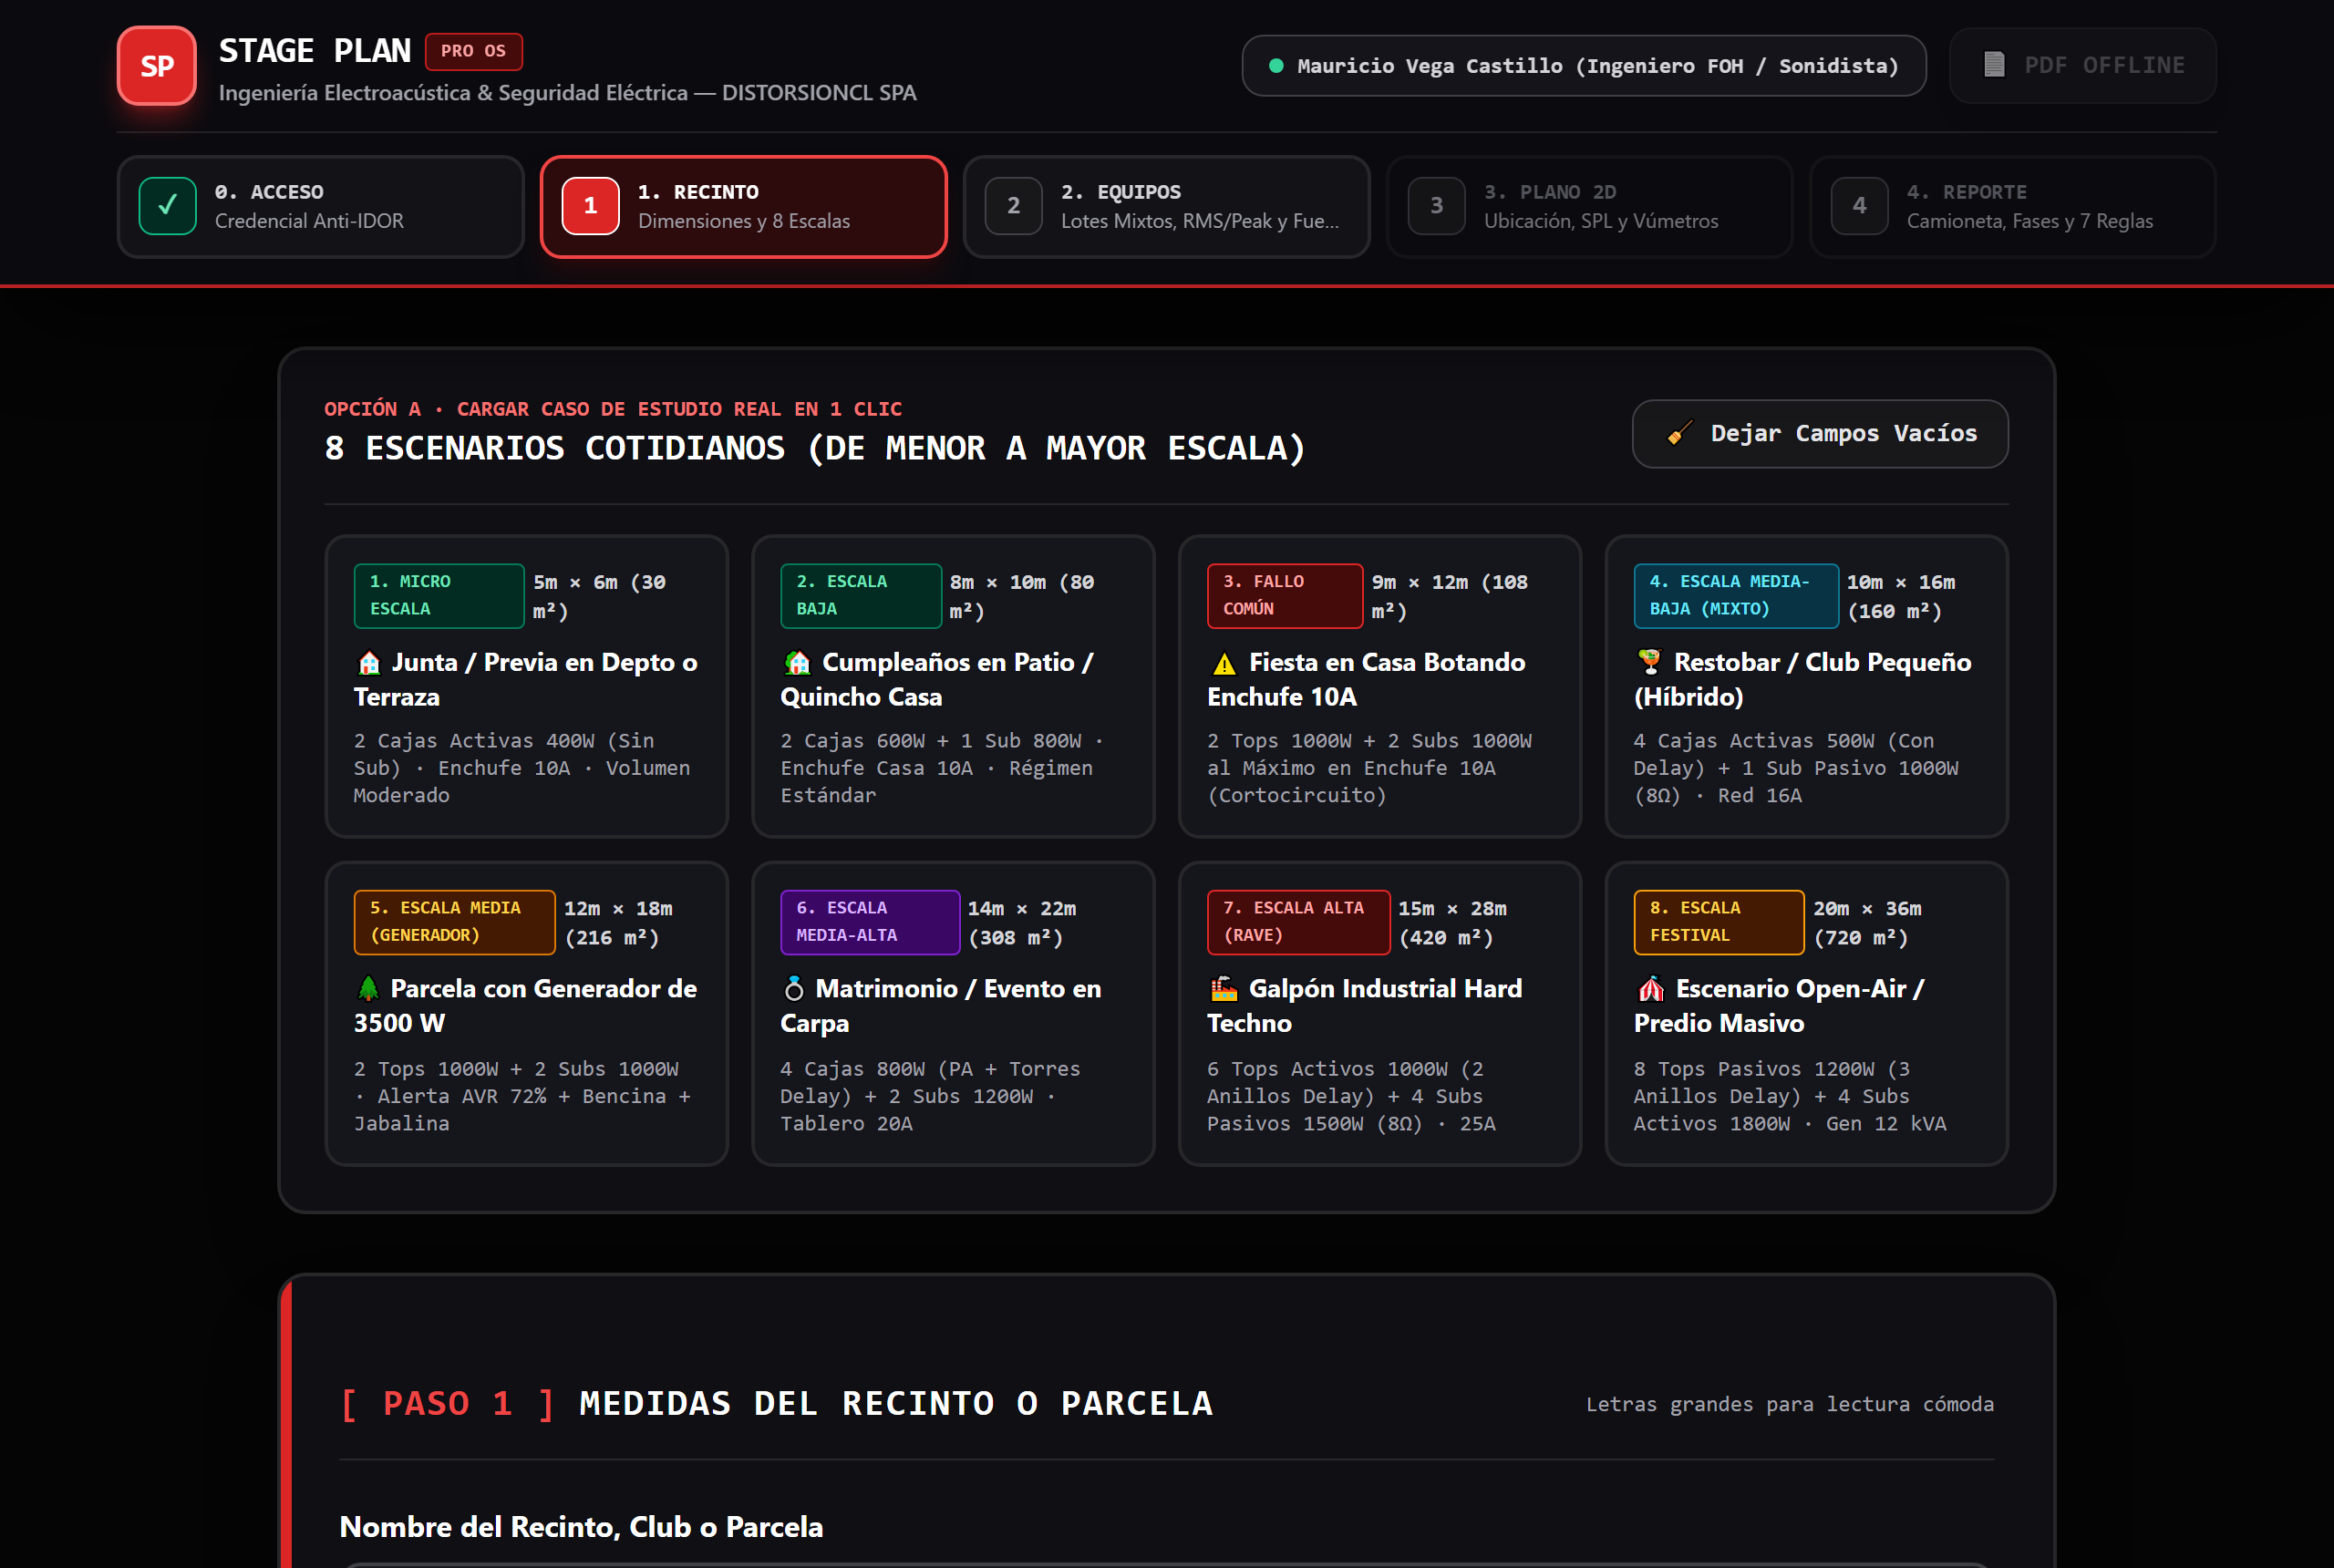 SP
STAGE PLAN PRO OS
Ingeniería Electroacústica & Seguridad Eléctrica — DISTORSIONCL SPA
Mauricio Vega Castillo (Ingeniero FOH / Sonidista)
PDF OFFLINE
✓
0. ACCESO
Credencial Anti-IDOR
1
1. RECINTO
Dimensiones y 8 Escalas
2
2. EQUIPOS
Lotes Mixtos, RMS/Peak y Fue...
3
3. PLANO 2D
Ubicación, SPL y Vúmetros
4
4. REPORTE
Camioneta, Fases y 7 Reglas
OPCIÓN A · CARGAR CASO DE ESTUDIO REAL EN 1 CLIC
8 ESCENARIOS COTIDIANOS (DE MENOR A MAYOR ESCALA)
🧹 Dejar Campos Vacíos
1. MICRO
ESCALA
5m × 6m (30
m²)
🏠 Junta / Previa en Depto o
Terraza
2 Cajas Activas 400W (Sin
Sub) · Enchufe 10A · Volumen
Moderado
2. ESCALA
BAJA
8m × 10m (80
m²)
🏡 Cumpleaños en Patio /
Quincho Casa
2 Cajas 600W + 1 Sub 800W ·
Enchufe Casa 10A · Régimen
Estándar
3. FALLO
COMÚN
9m × 12m (108
m²)
⚠️ Fiesta en Casa Botando
Enchufe 10A
2 Tops 1000W + 2 Subs 1000W
al Máximo en Enchufe 10A
(Cortocircuito)
4. ESCALA MEDIA-
BAJA (MIXTO)
10m × 16m
(160 m²)
🍹 Restobar / Club Pequeño
(Híbrido)
4 Cajas Activas 500W (Con
Delay) + 1 Sub Pasivo 1000W
(8Ω) · Red 16A
5. ESCALA MEDIA
(GENERADOR)
12m × 18m
(216 m²)
🌲 Parcela con Generador de
3500 W
2 Tops 1000W + 2 Subs 1000W
· Alerta AVR 72% + Bencina +
Jabalina
6. ESCALA
MEDIA-ALTA
14m × 22m
(308 m²)
💍 Matrimonio / Evento en
Carpa
4 Cajas 800W (PA + Torres
Delay) + 2 Subs 1200W ·
Tablero 20A
7. ESCALA ALTA
(RAVE)
15m × 28m
(420 m²)
🏭 Galpón Industrial Hard
Techno
6 Tops Activos 1000W (2
Anillos Delay) + 4 Subs
Pasivos 1500W (8Ω) · 25A
8. ESCALA
FESTIVAL
20m × 36m
(720 m²)
🎪 Escenario Open-Air /
Predio Masivo
8 Tops Pasivos 1200W (3
Anillos Delay) + 4 Subs
Activos 1800W · Gen 12 kVA
[ PASO 1 ] MEDIDAS DEL RECINTO O PARCELA
Letras grandes para lectura cómoda
Nombre del Recinto, Club o Parcela